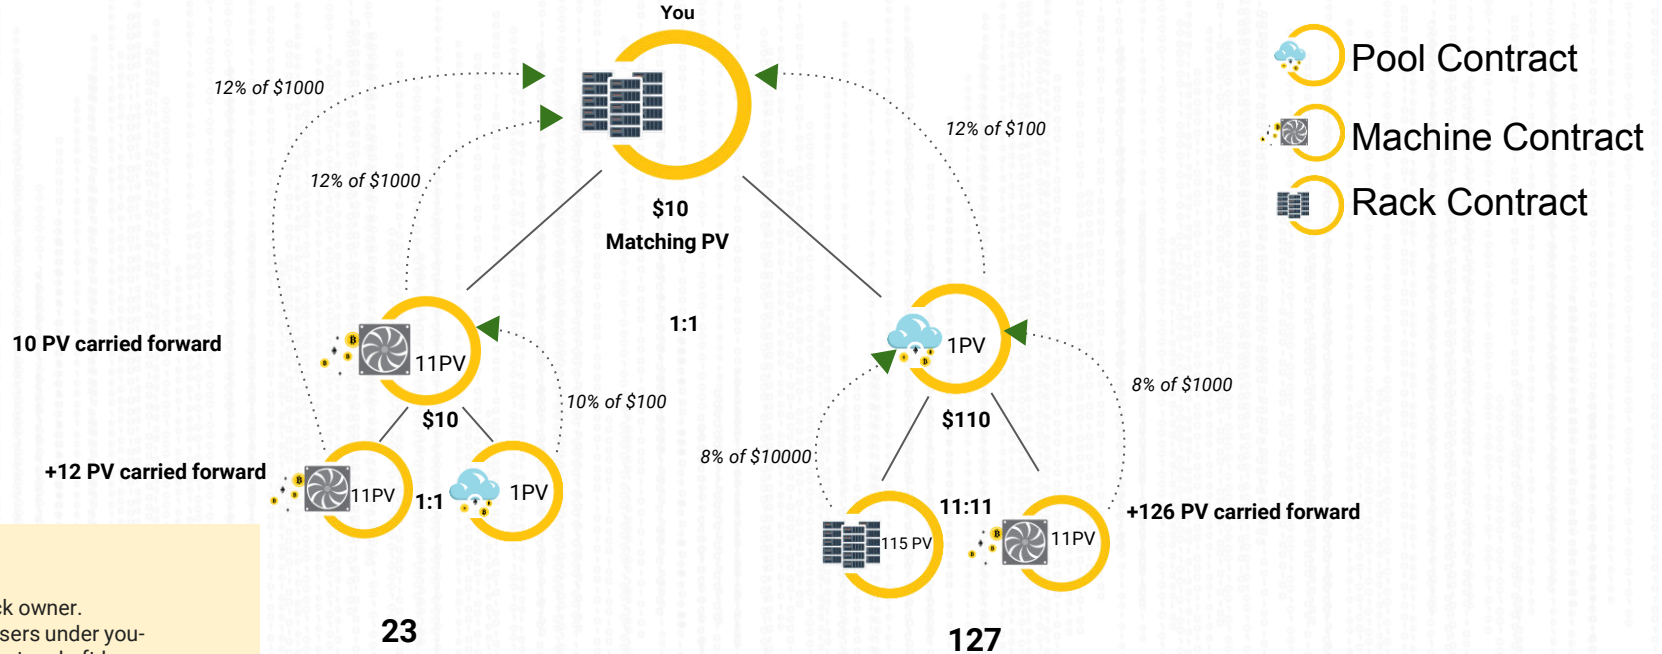 You
12% of $1000
12% of $1000
12% of $100
$10
Matching PV
1:1
10 PV carried forward
11PV
$10
10% of $100
+12 PV carried forward
11PV
1:1
1PV
23
1PV
$110
8% of $1000
8% of $10000
11:11
115 PV
11PV
+126 PV carried forward
127
Pool Contract
Machine Contract
Rack Contract
ck owner.
sers under you-